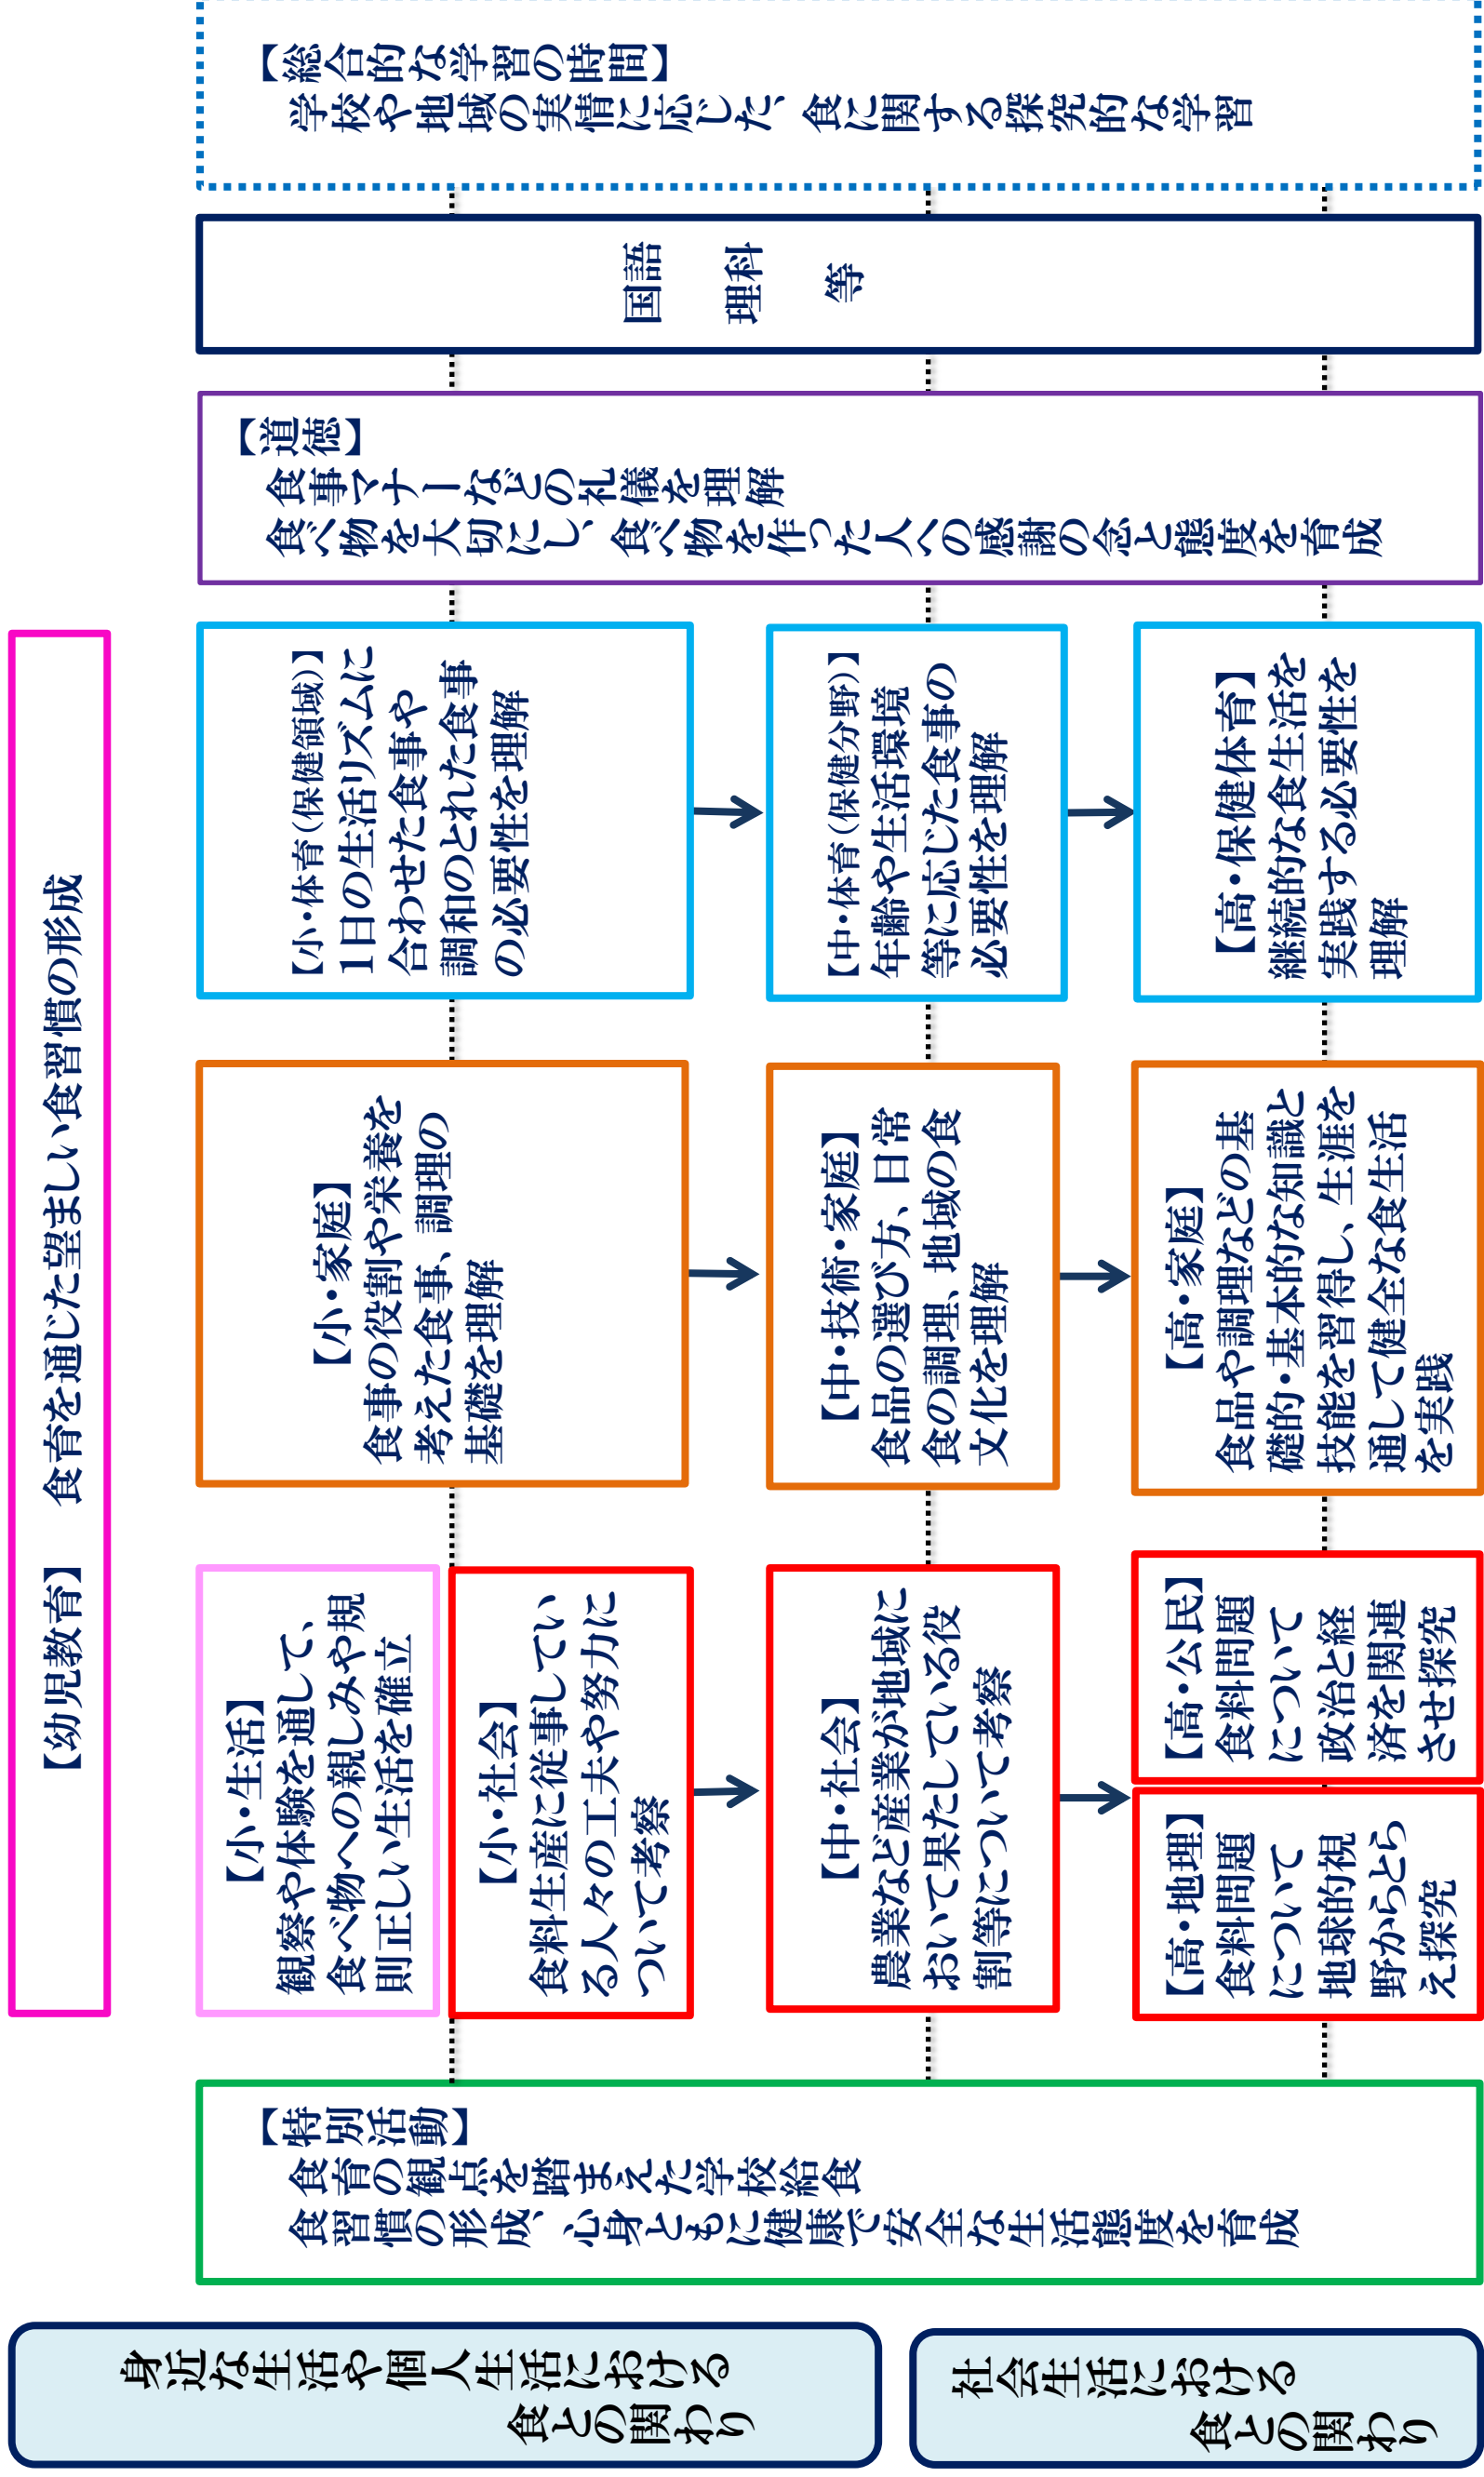 【幼児教育】　食育を通じた望ましい食習慣の形成
身近な生活や個人生活における
食との関わり
社会生活における
食との関わり
【特別活動】
食育の観点を踏まえた学校給食
食習慣の形成、心身ともに健康で安全な生活態度を育成
【小・生活】
観察や体験を通して、
食べ物への親しみや規
則正しい生活を確立
【小・社会】
食料生産に従事してい
る人々の工夫や努力に
ついて考察
【中・社会】
農業など産業が地域に
おいて果たしている役
割等について考察
【高・地理】
食料問題
について
地球的視
野からとら
え探究
【高・公民】
食料問題
について
政治と経
済を関連
させ探究
【小・家庭】
食事の役割や栄養を
考えた食事、調理の
基礎を理解
【中・技術・家庭】
食品の選び方、日常
食の調理、地域の食
文化を理解
【高・家庭】
食品や調理などの基
礎的・基本的な知識と
技能を習得し、生涯を
通して健全な食生活
を実践
【小・体育（保健領域）】
1日の生活リズムに
合わせた食事や
調和のとれた食事
の必要性を理解
【中・体育（保健分野）】
年齢や生活環境
等に応じた食事の
必要性を理解
【高・保健体育】
継続的な食生活を
実践する必要性を
理解
【道徳】
食事マナーなどの礼儀を理解
食べ物を大切にし、食べ物を作った人への感謝の念と態度を育成
国語
理科
等
【総合的な学習の時間】
学校や地域の実情に応じた、食に関する探究的な学習